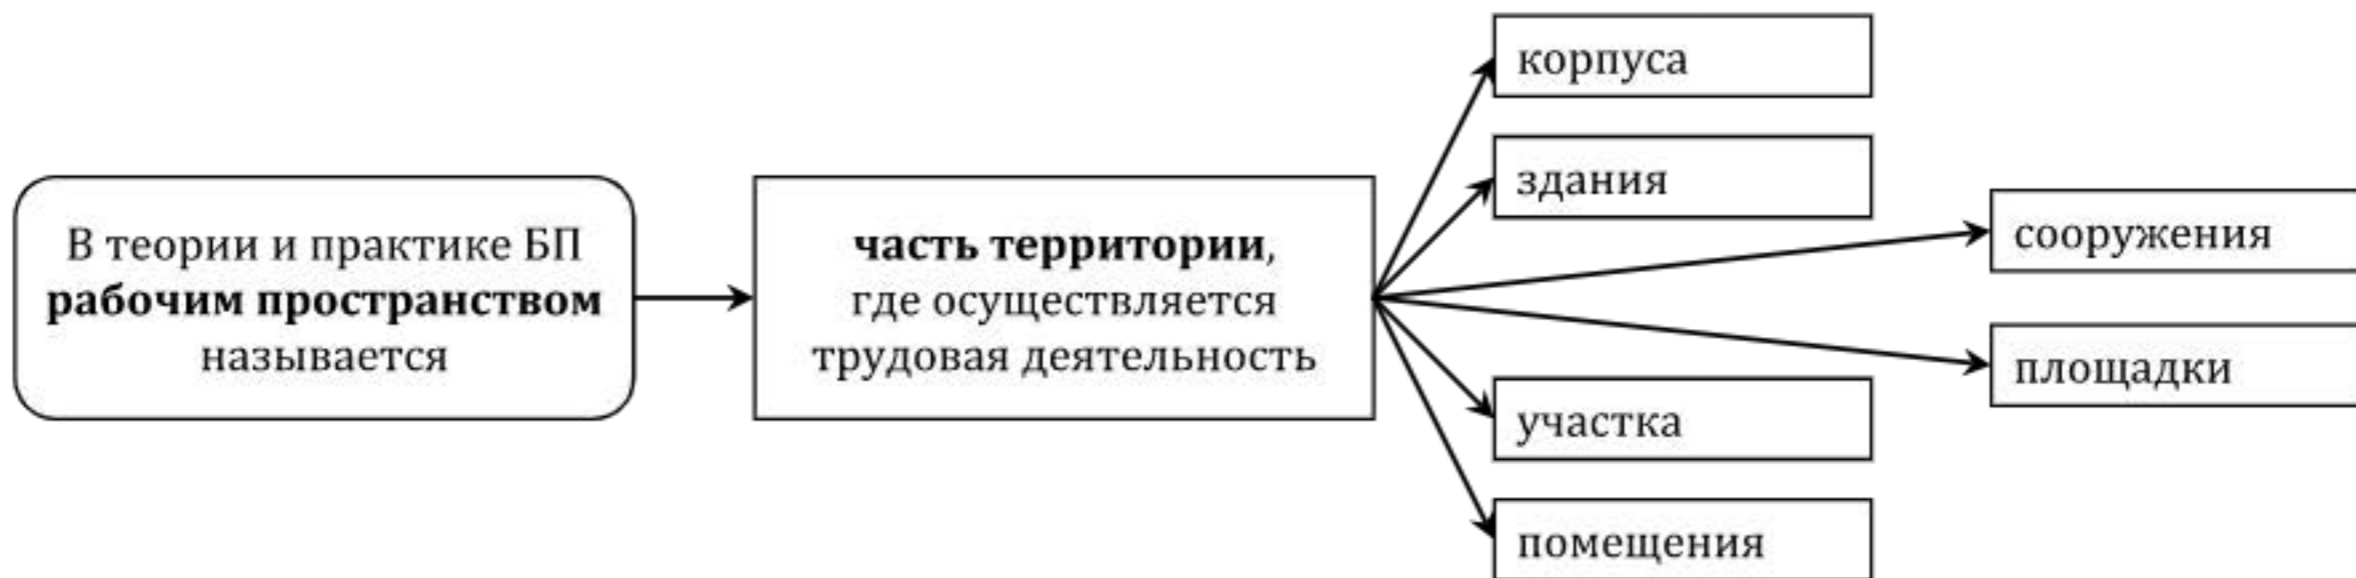 В теории и практике БП
рабочим пространством
называется
часть территории,
где осуществляется
трудовая деятельность
корпуса
здания
сооружения
площадки
участка
помещения